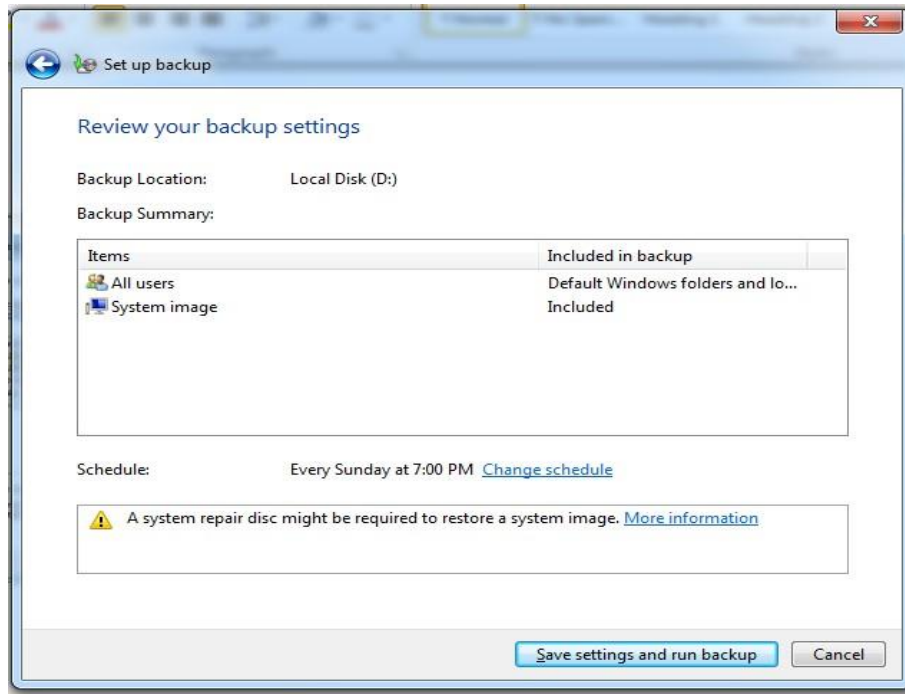 Set up backup
Review your backup settings
Backup Location: Local Disk (D:)
Backup Summary:
Items Included in backup
All users Default Windows folders and lo...
System image Included
Schedule: Every Sunday at 7:00 PM Change schedule
A system repair disc might be required to restore a system image. More information
Save settings and run backup Cancel